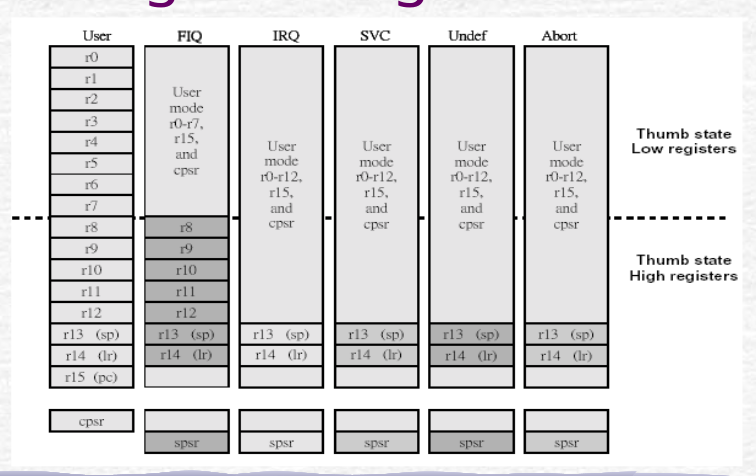 User FIQ IRQ SVC Undef Abort
r0
r1
r2
r3
r4
r5
r6
r7
r8
r9
r10
r11
r12
r13 (sp)
r14 (lr)
r15 (pc)
cpsr
User
mode
r0-r7,
r15,
and
cpsr
r8
r9
r10
r11
r12
r13 (sp)
r14 (lr)
spsr
User
mode
r0-r12,
r15,
and
cpsr
r13 (sp)
r14 (lr)
spsr
User
mode
r0-r12,
r15,
and
cpsr
r13 (sp)
r14 (lr)
spsr
User
mode
r0-r12,
r15,
and
cpsr
r13 (sp)
r14 (lr)
spsr
User
mode
r0-r12,
r15,
and
cpsr
r13 (sp)
r14 (lr)
spsr
Thumb state
Low registers
Thumb state
High registers